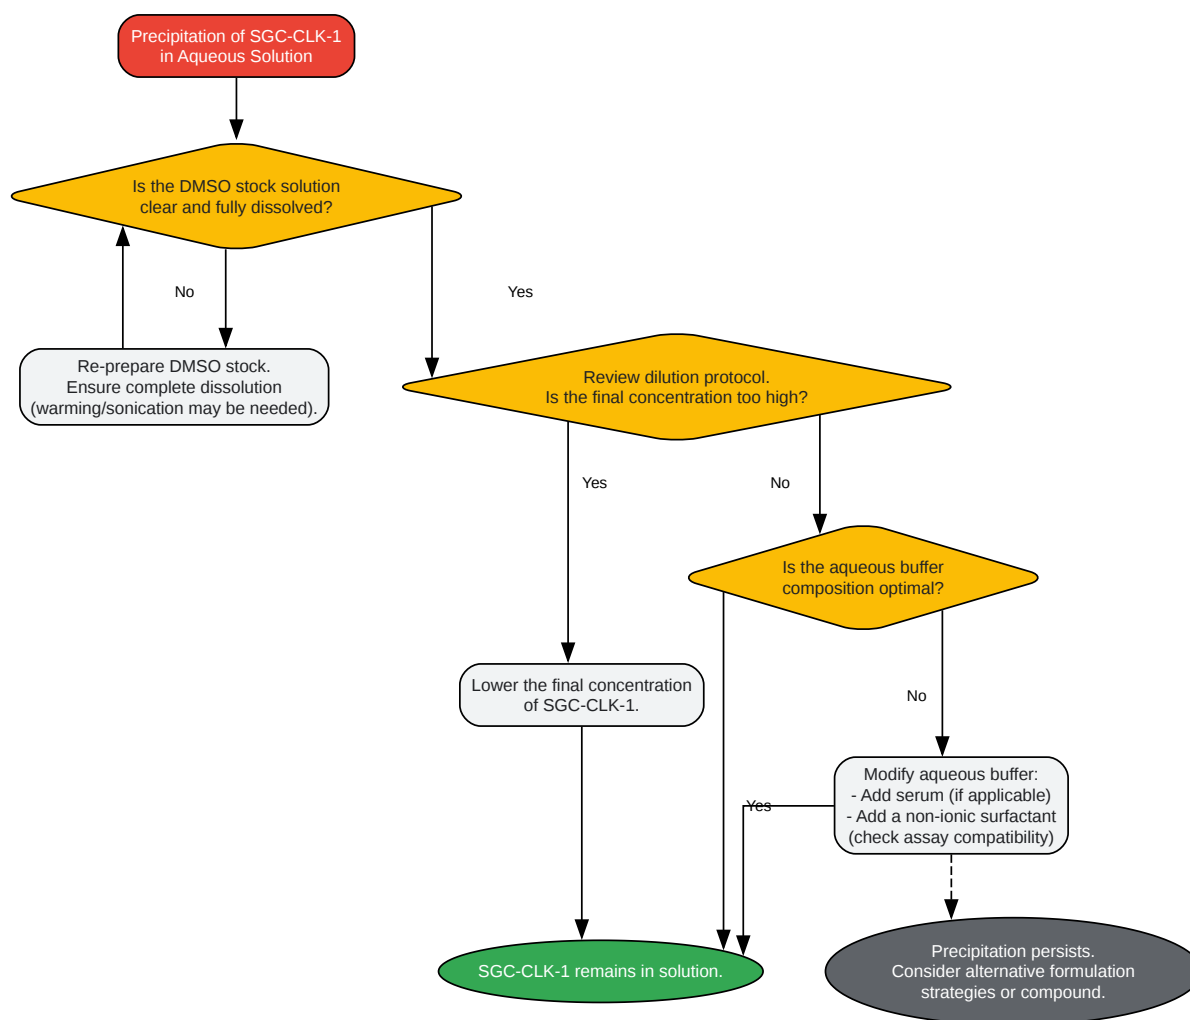 Precipitation of SGC-CLK-1
in Aqueous Solution
Is the DMSO stock solution
clear and fully dissolved?
No
Yes
Re-prepare DMSO stock.
Ensure complete dissolution
(warming/sonication may be needed).
Review dilution protocol.
Is the final concentration too high?
Yes
No
Is the aqueous buffer
composition optimal?
Lower the final concentration
of SGC-CLK-1.
No
Modify aqueous buffer:
- Add serum (if applicable)
- Add a non-ionic surfactant
(check assay compatibility)
Yes
SGC-CLK-1 remains in solution.
Precipitation persists.
Consider alternative formulation
strategies or compound.